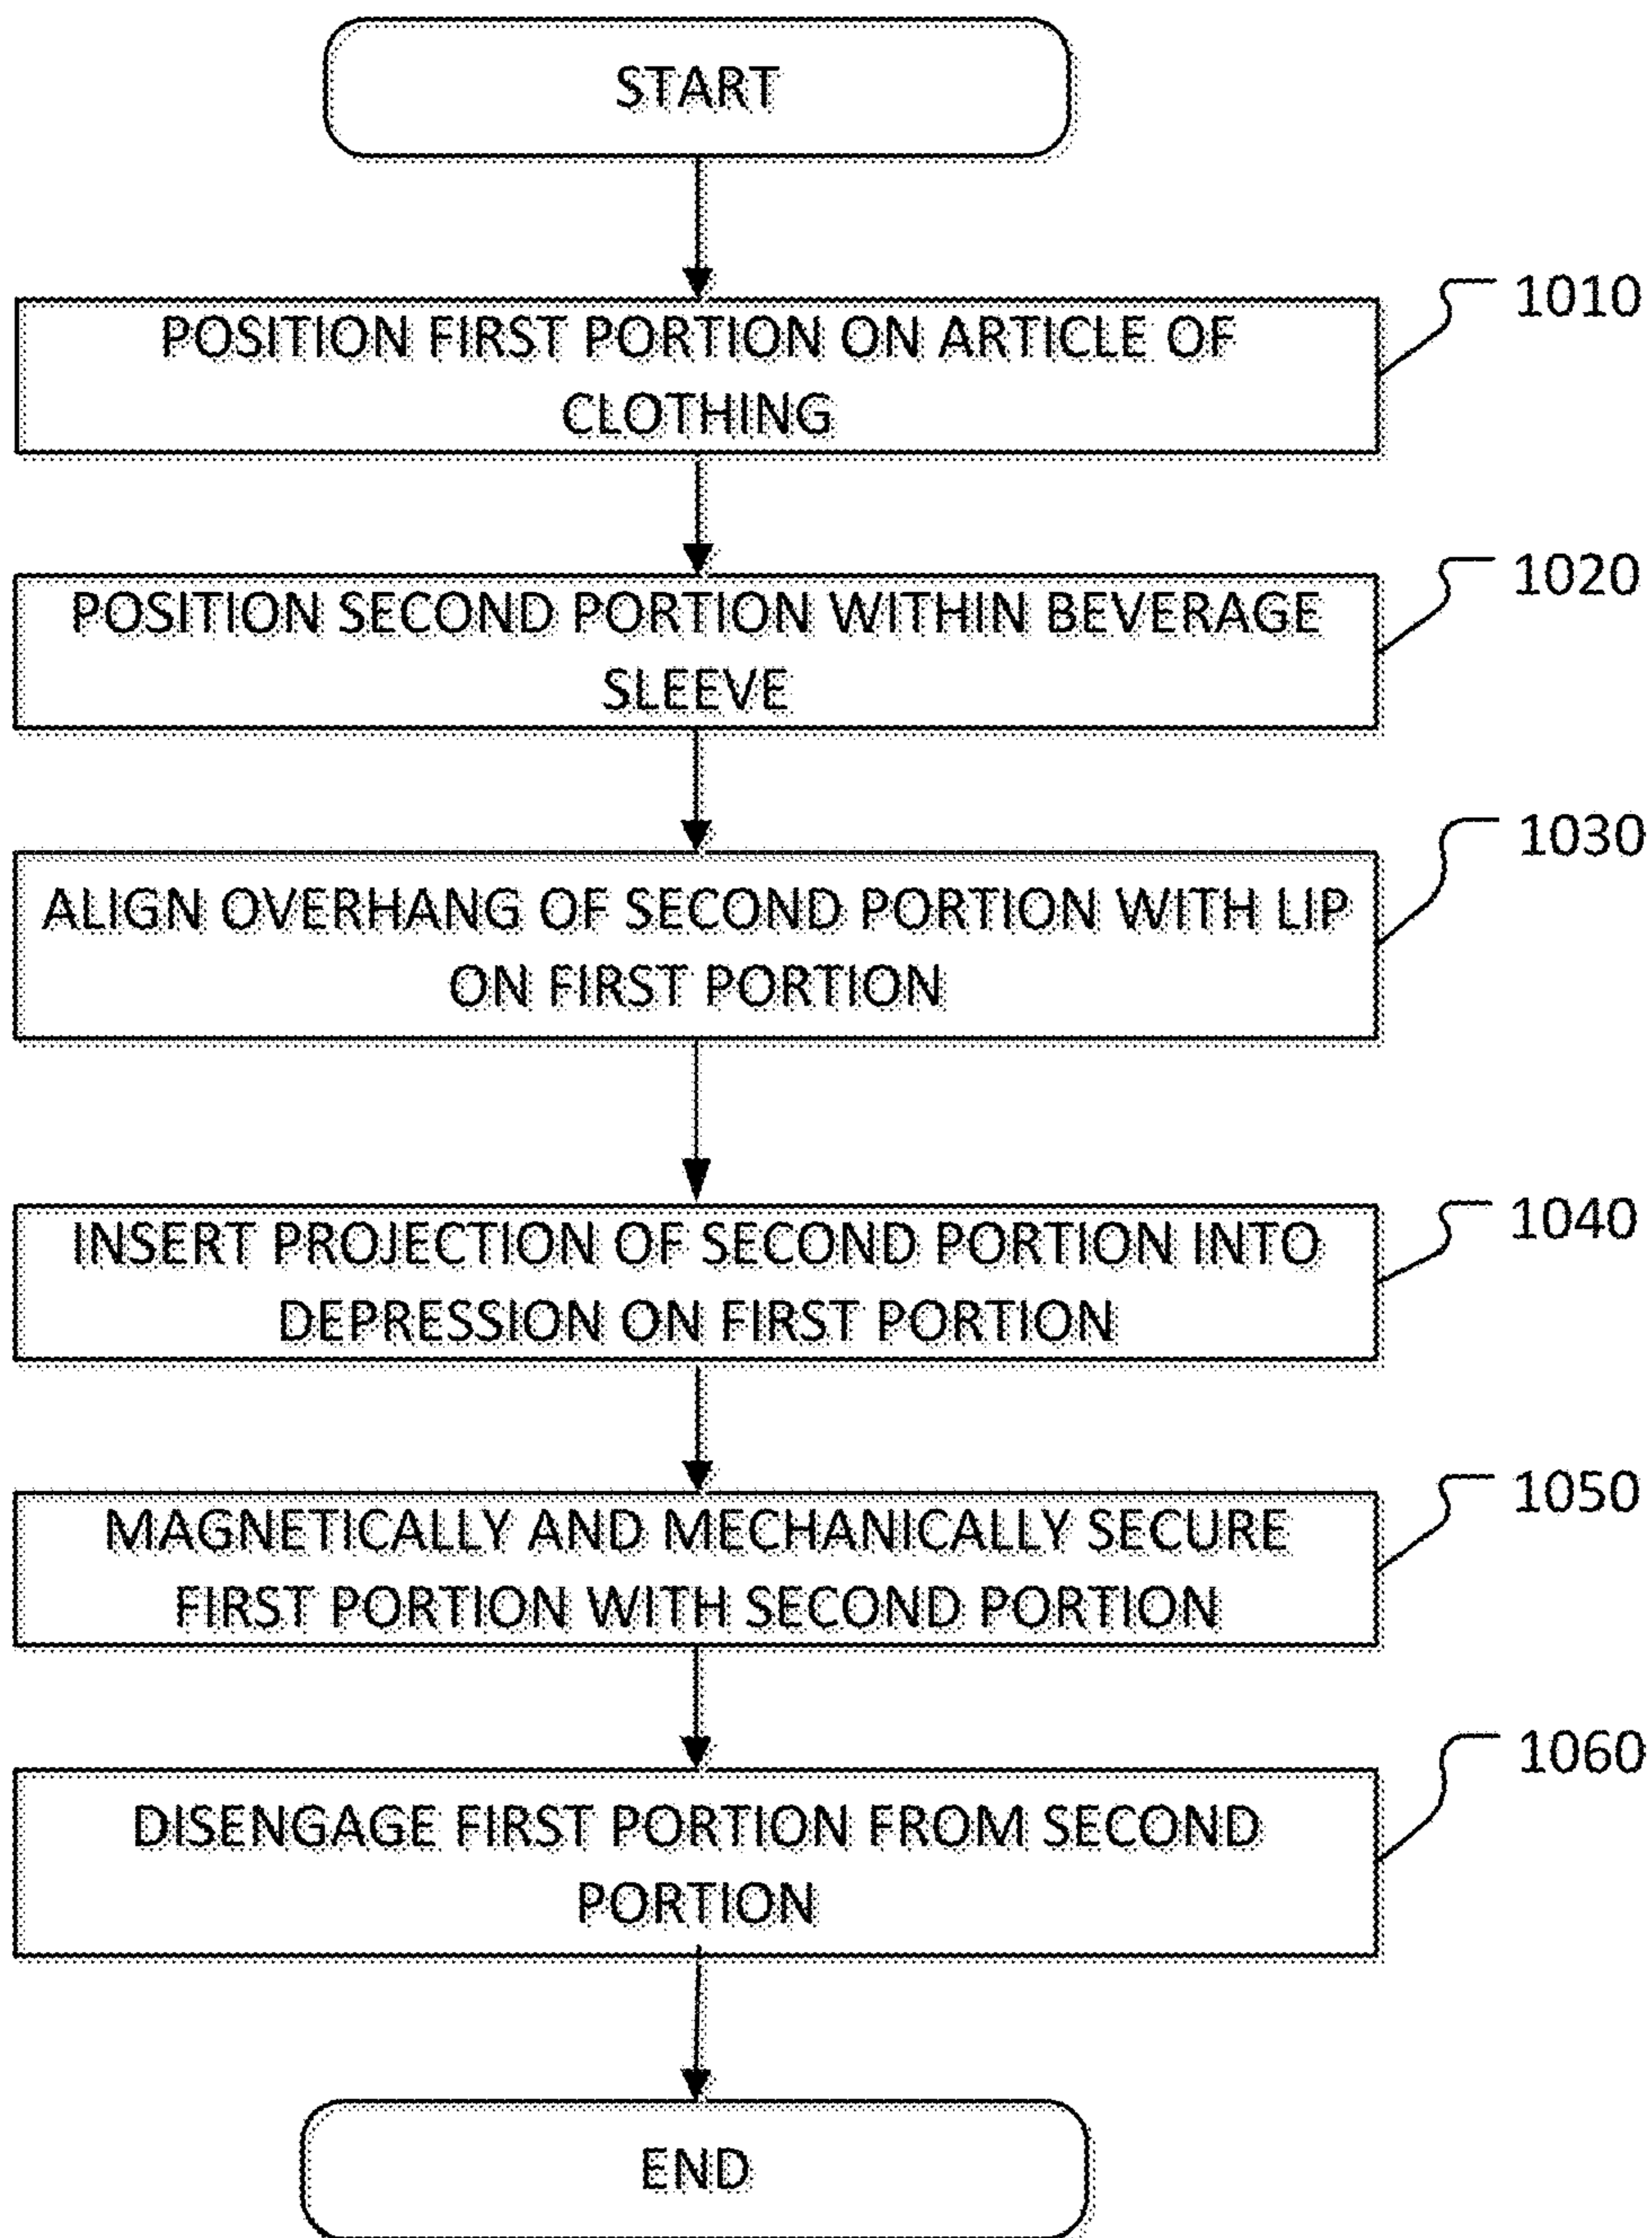 START
POSITION FIRST PORTION ON ARTICLE OF
CLOTHING
1010
POSITION SECOND PORTION WITHIN BEVERAGE
SLEEVE
1020
ALIGN OVERHANG OF SECOND PORTION WITH LIP
ON FIRST PORTION
1030
INSERT PROJECTION OF SECOND PORTION INTO
DEPRESSION ON FIRST PORTION
1040
MAGNETICALLY AND MECHANICALLY SECURE
FIRST PORTION WITH SECOND PORTION
1050
DISENGAGE FIRST PORTION FROM SECOND
PORTION
1060
END